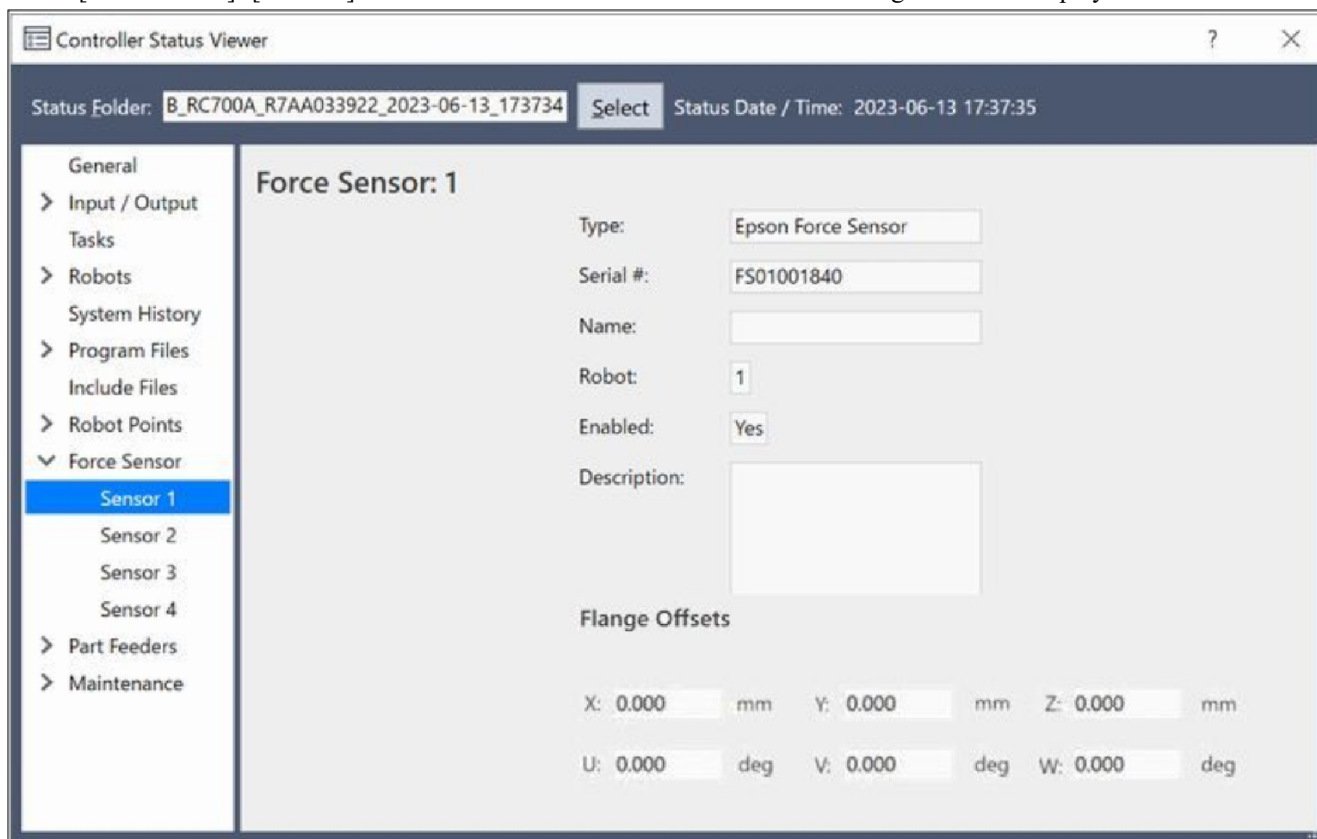 Controller Status Viewer
?
Status Folder: B_RC700A_R7AA033922_2023-06-13_173734 Select Status Date / Time: 2023-06-13 17:37:35
General
Input / Output
Tasks
Robots
System History
Program Files
Include Files
Robot Points
Force Sensor
Sensor 1
Sensor 2
Sensor 3
Sensor 4
Part Feeders
Maintenance
Force Sensor: 1
Type: Epson Force Sensor
Serial #: FS01001840
Name:
Robot: 1
Enabled: Yes
Description:
Flange Offsets
X: 0.000 mm Y: 0.000 mm Z: 0.000 mm
U: 0.000 deg V: 0.000 deg W: 0.000 deg